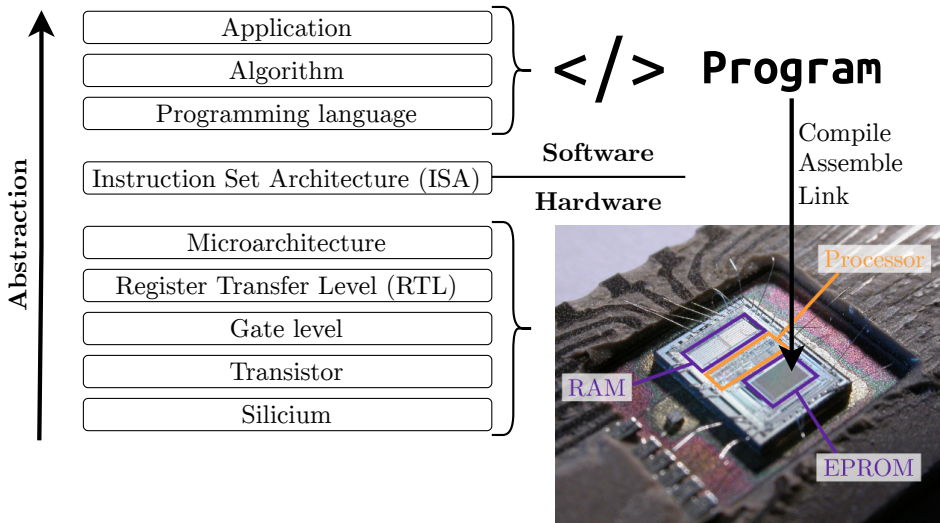 Abstraction
Application
Algorithm
Programming language
Instruction Set Architecture (ISA)
Microarchitecture
Register Transfer Level (RTL)
Gate level
Transistor
Silicium
</> Program
Software
Hardware
Compile
Assemble
Link
Processor
RAM
EPROM